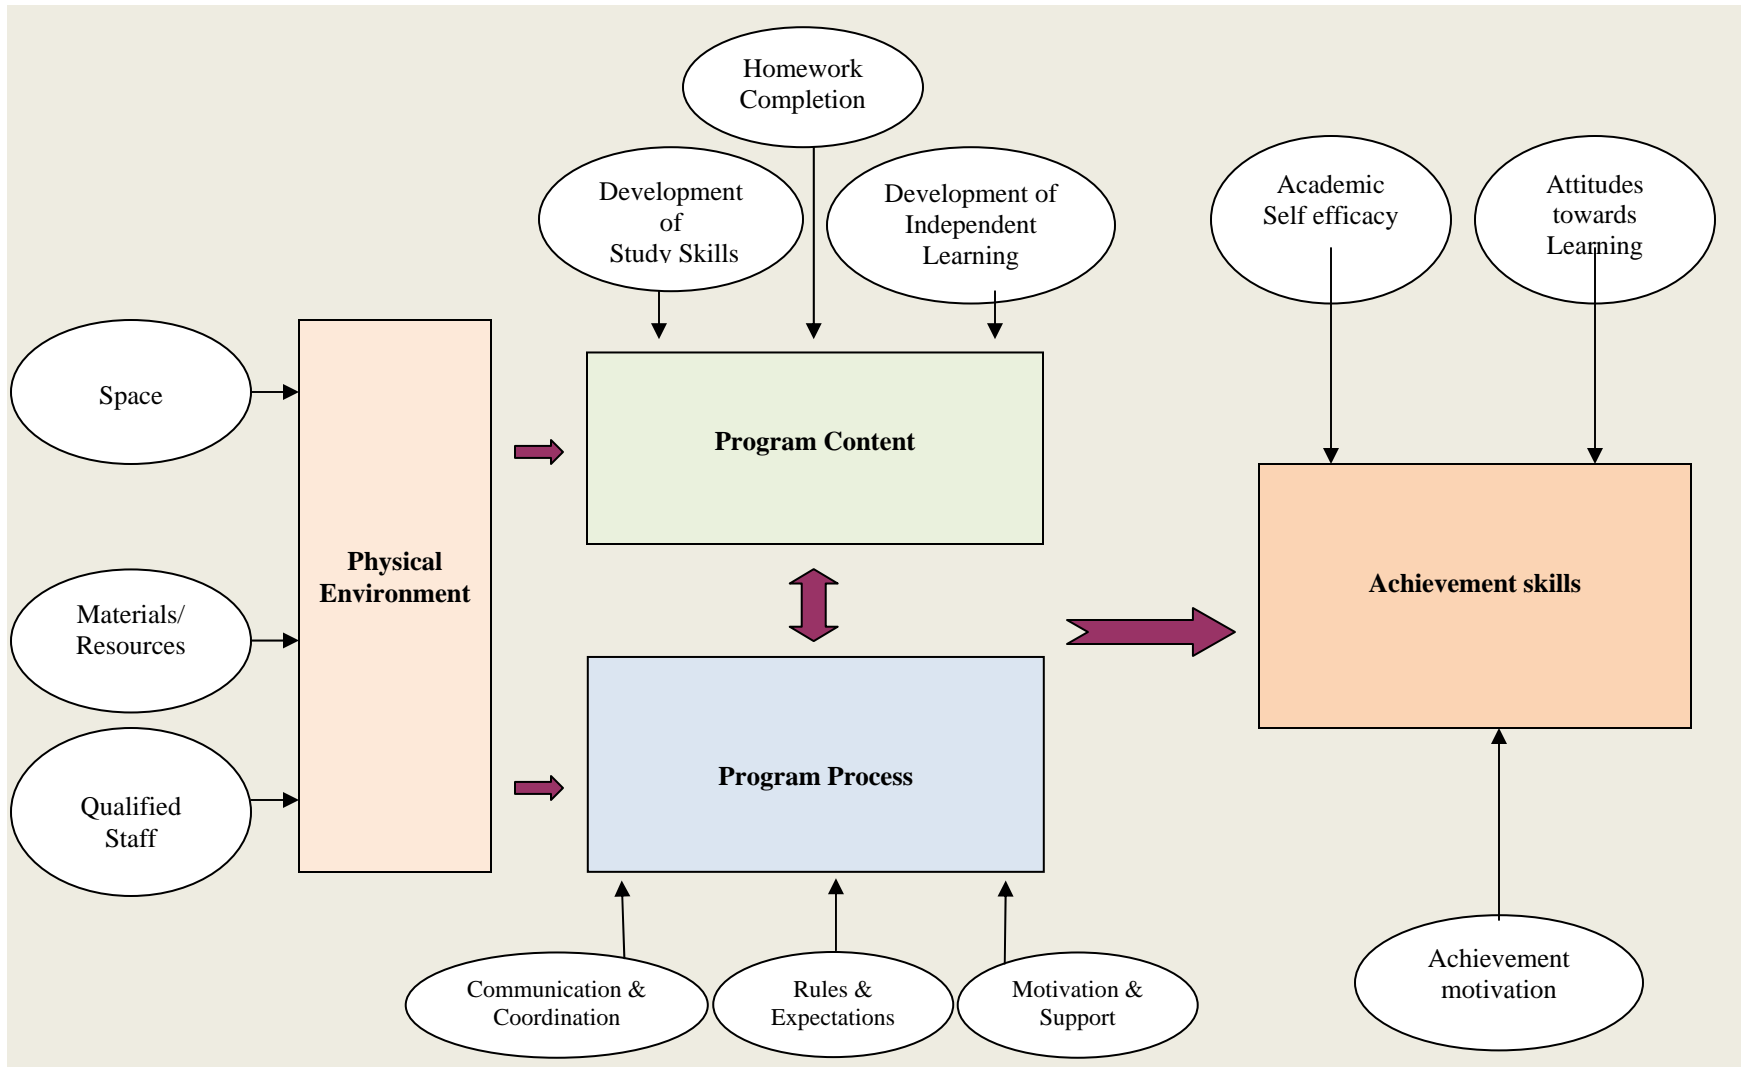 Homework
Completion
Development
of
Study Skills
Development of
Independent
Learning
Academic
Self efficacy
Attitudes
towards
Learning
Space
Program Content
Physical
Environment
Achievement skills
Materials/
Resources
Program Process
Qualified
Staff
Communication &
Coordination
Rules &
Expectations
Motivation &
Support
Achievement
motivation